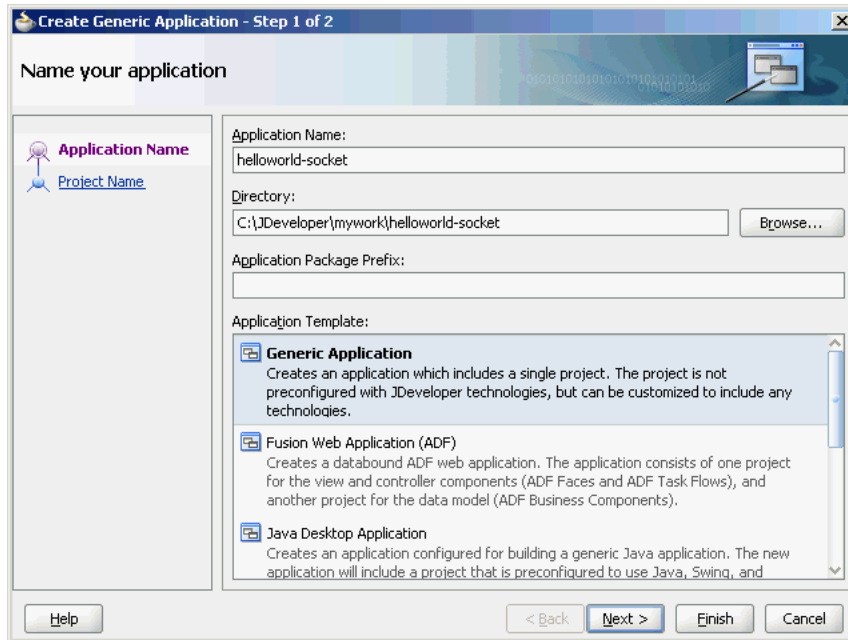 Create Generic Application - Step 1 of 2
Name your application
Application Name
Project Name
Application Name:
helloworld-socket
Directory:
C:\JDeveloper\mywork\helloworld-socket
Browse...
Application Package Prefix:
Application Template:
Generic Application
Creates an application which includes a single project. The project is not
preconfigured with JDeveloper technologies, but can be customized to include any
technologies.
Fusion Web Application (ADF)
Creates a databound ADF web application. The application consists of one project
for the view and controller components (ADF Faces and ADF Task Flows), and
another project for the data model (ADF Business Components).
Java Desktop Application
Creates an application configured for building a generic Java application. The new
application will include a project that is preconfigured to use Java, Swing, and
Help
< Back
Next >
Finish
Cancel